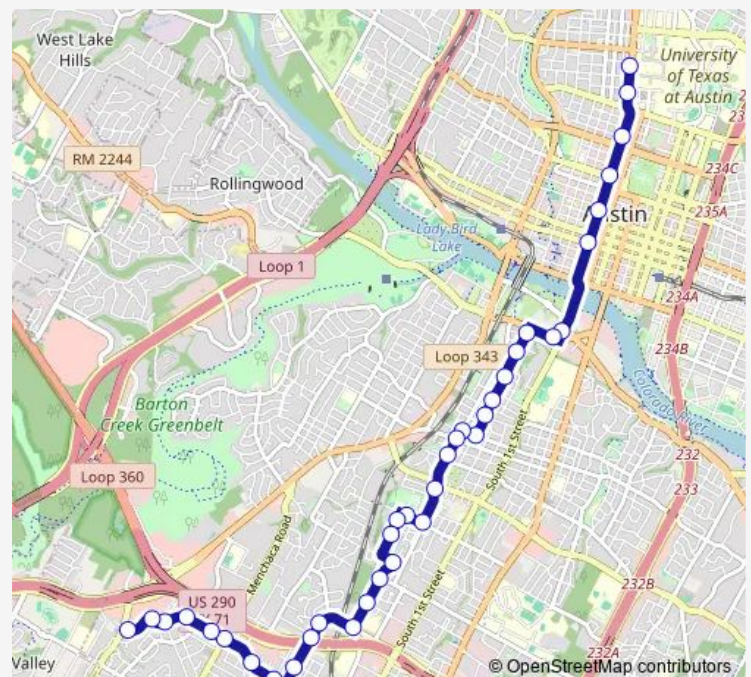 West Lake
Hills
University
of Texas
at Austin
RM 2244
234C
Rollingwood
235A
Austin
Lady Bird
Lake
Loop 1
234A
Loop 343
234B
Colorado River
Barton
Creek Greenbelt
South 1st Street
232
Loop 360
233
Menchaca Road
US 290
71
South 1st Street
232B
232A
Valley
© OpenStreetMap contributors